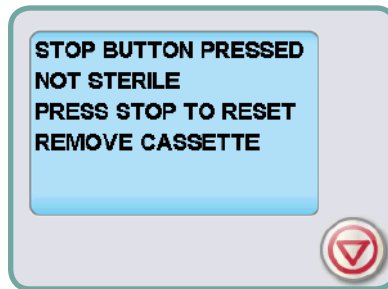 STOP BUTTON PRESSED
NOT STERILE
PRESS STOP TO RESET
REMOVE CASSETTE